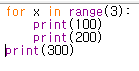 for x in range(3):
    print(100)
    print(200)
print(300)